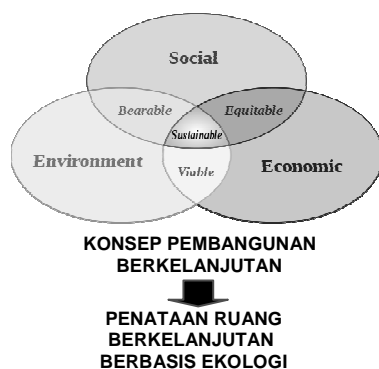 Social
Bearable
Equitable
Sustainable
Environment
Viable
Economic
KONSEP PEMBANGUNAN
BERKELANJUTAN
PENATAAN RUANG
BERKELANJUTAN
BERBASIS EKOLOGI